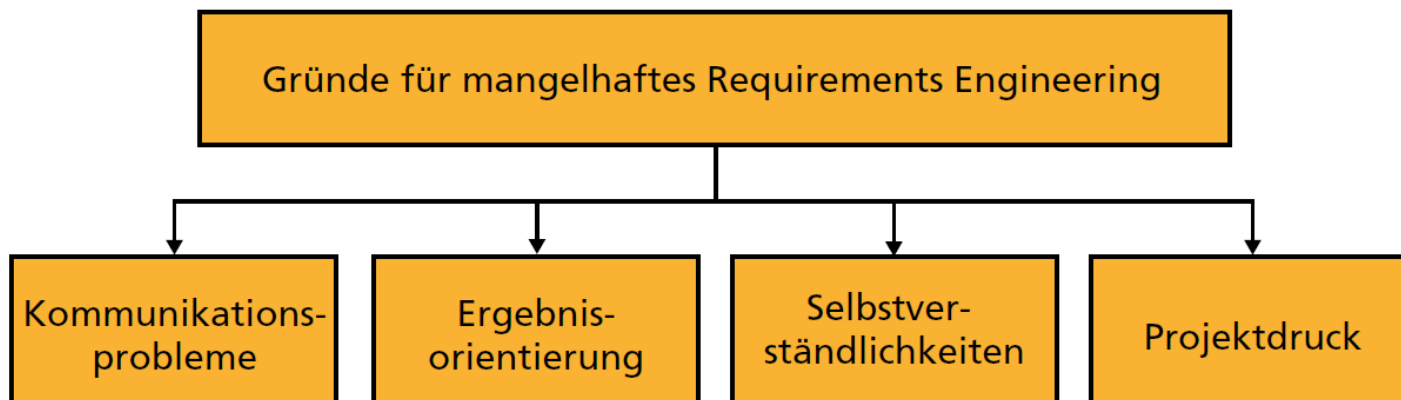 Gründe für mangelhaftes Requirements Engineering
Kommunikations-
probleme
Ergebnis-
orientierung
Selbstver-
ständlichkeiten
Projektdruck